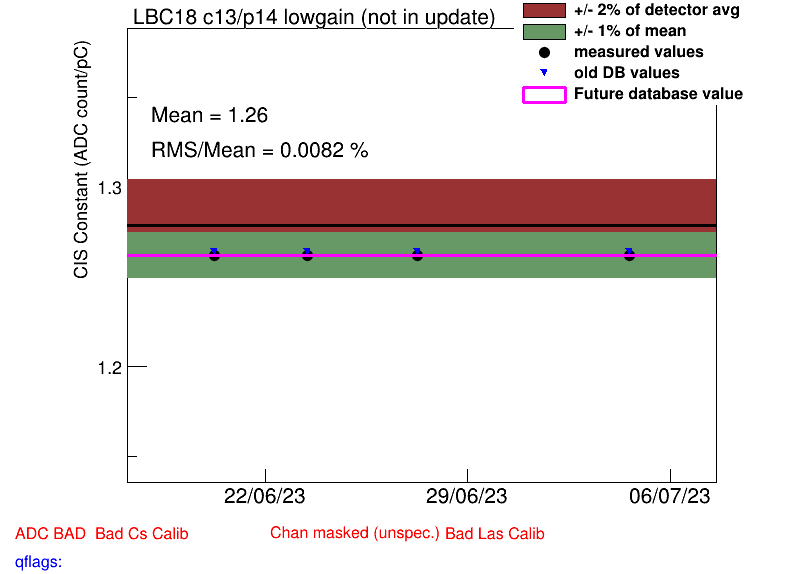 LBC18 c13/p14 lowgain (not in update)
+/- 2% of detector avg
+/- 1% of mean
measured values
old DB values
Future database value
Mean = 1.26
RMS/Mean = 0.0082 %
CIS Constant (ADC count/pC)
1.3
1.2
22/06/23 29/06/23 06/07/23
ADC BAD Bad Cs Calib Chan masked (unspec.) Bad Las Calib
qflags: